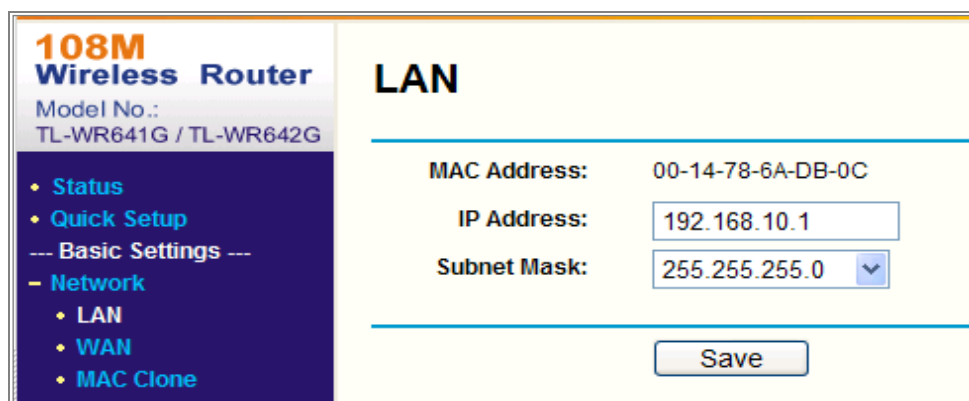 108M
Wireless Router
Model No.:
TL-WR641G / TL-WR642G
• Status
• Quick Setup
--- Basic Settings ---
– Network
• LAN
• WAN
• MAC Clone
LAN
MAC Address: 00-14-78-6A-DB-0C
IP Address: 192.168.10.1
Subnet Mask: 255.255.255.0
Save